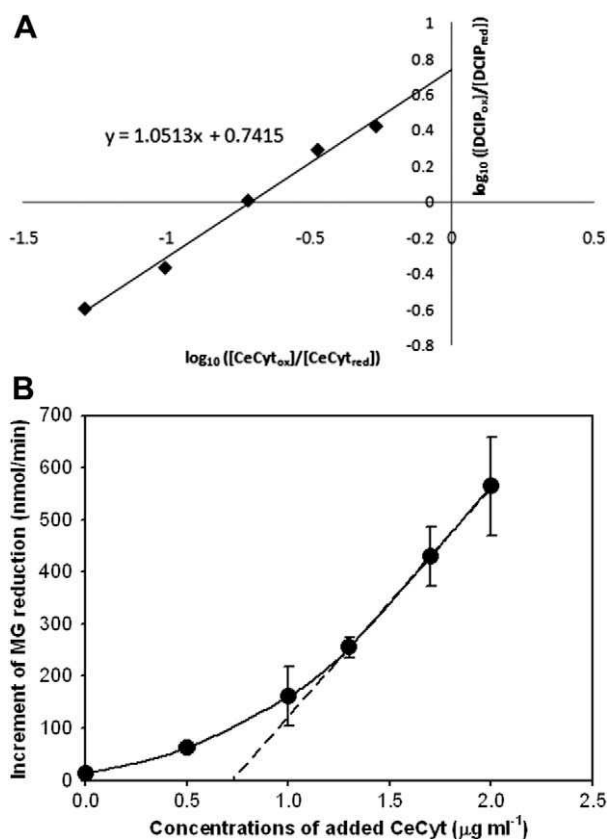 A
1
0.8
0.6
0.4
0.2
0
-0.2
-0.4
-0.6
-0.8
log₁₀ ([DCIPₒₓ]/[DCIP_red])
y = 1.0513x + 0.7415
-1.5 -1 -0.5 0 0.5
log₁₀ ([CeCytₒₓ]/[CeCyt_red])
B
700
600
500
400
300
200
100
0
Increment of MG reduction (nmol/min)
0.0 0.5 1.0 1.5 2.0 2.5
Concentrations of added CeCyt (μg ml⁻¹)